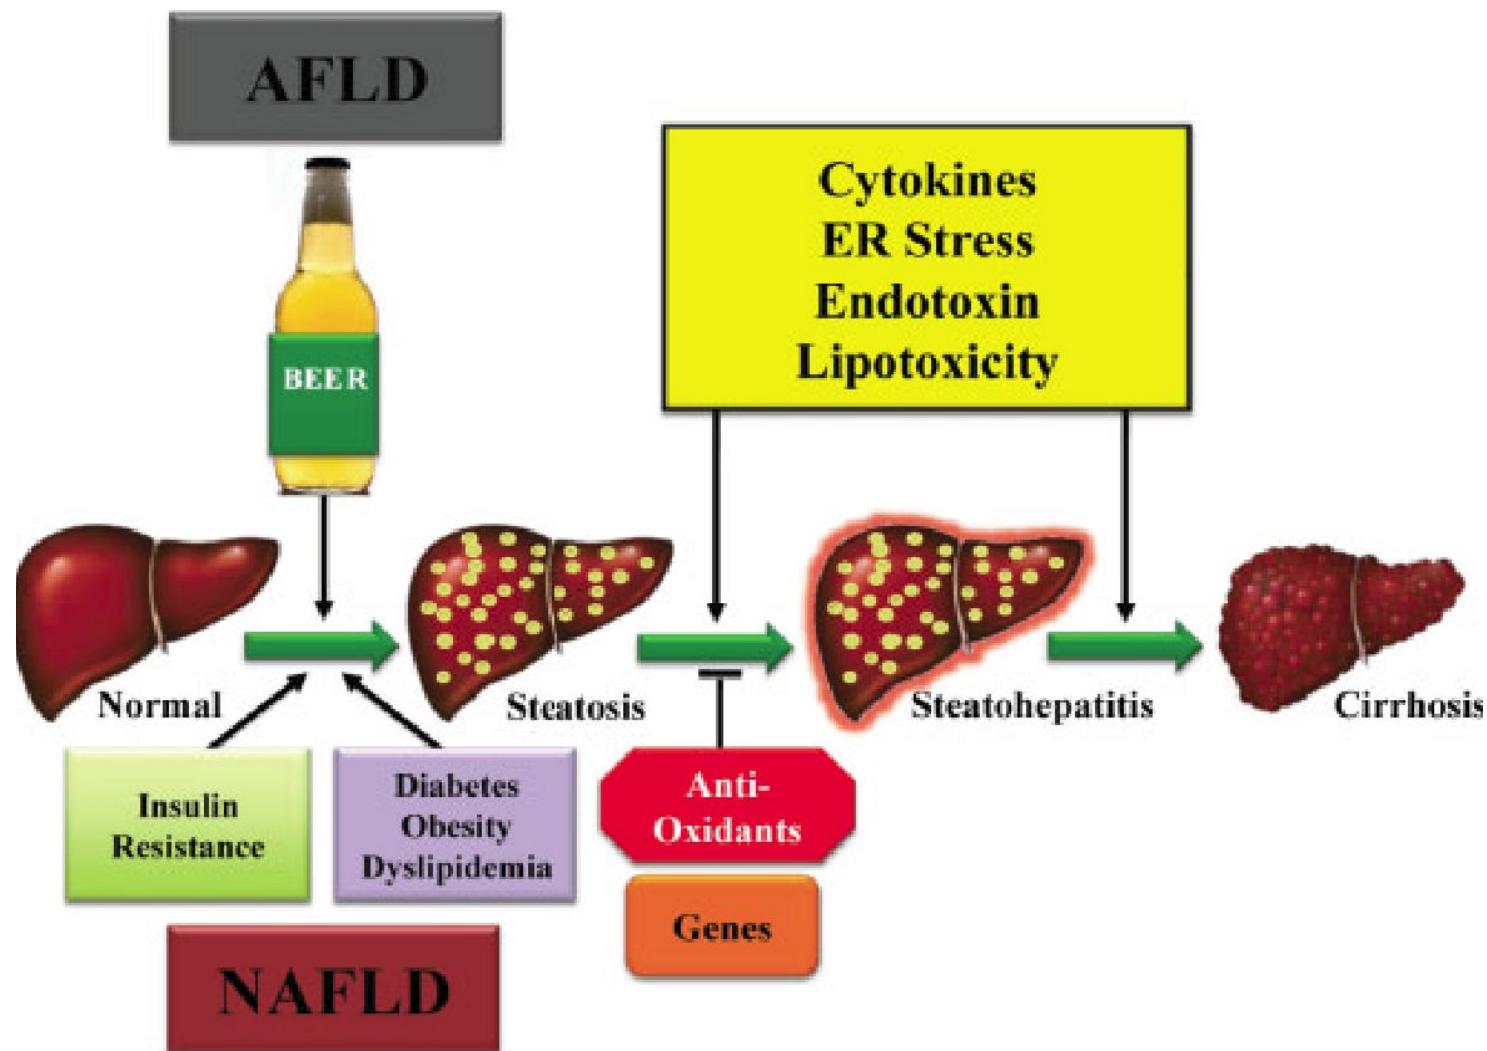 AFLD
BEER
Cytokines
ER Stress
Endotoxin
Lipotoxicity
Normal
Steatosis
Steatohepatitis
Cirrhosis
Insulin
Resistance
Diabetes
Obesity
Dyslipidemia
Anti-
Oxidants
Genes
NAFLD